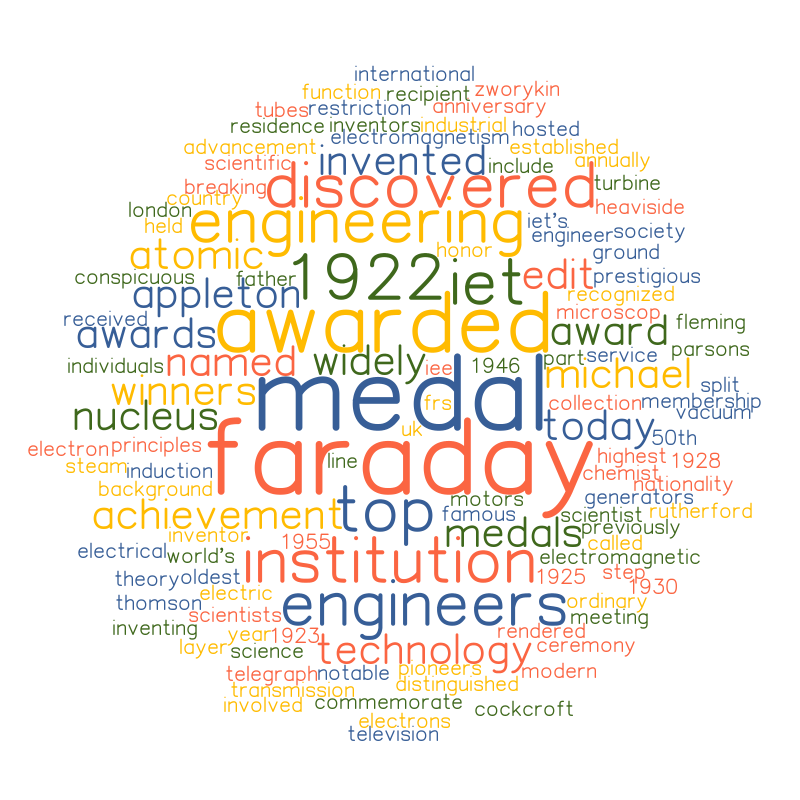 international
function recipient zworykin
tubes restriction anniversary
residence inventors industrial hosted
electromagnetism
advancement established
scientific invented include annually
breaking discovered turbine
country heaviside
london engineering iet's
held engineer society
atomic honor ground
conspicuous father 1922 iet edit prestigious
appleton recognized
received awards awarded microscop
award fleming
individuals named widely iee 1946 part service parsons
winners medal michael split
frs collection membership
nucleus uk today vacuum
electron principles faraday 50th
steam induction line highest 1928
chemist nationality
background motors generators
achievement top famous scientist rutherford
inventor medals previously
electrical world's 1955 institution called
electromagnetic
theory oldest 1925 step 1930
thomson electric engineers ordinary
scientists meeting
inventing year 1923 rendered
layer science technology ceremony
telegraph notable pioneers modern
transmission distinguished
involved commemorate cockcroft
electrons
television